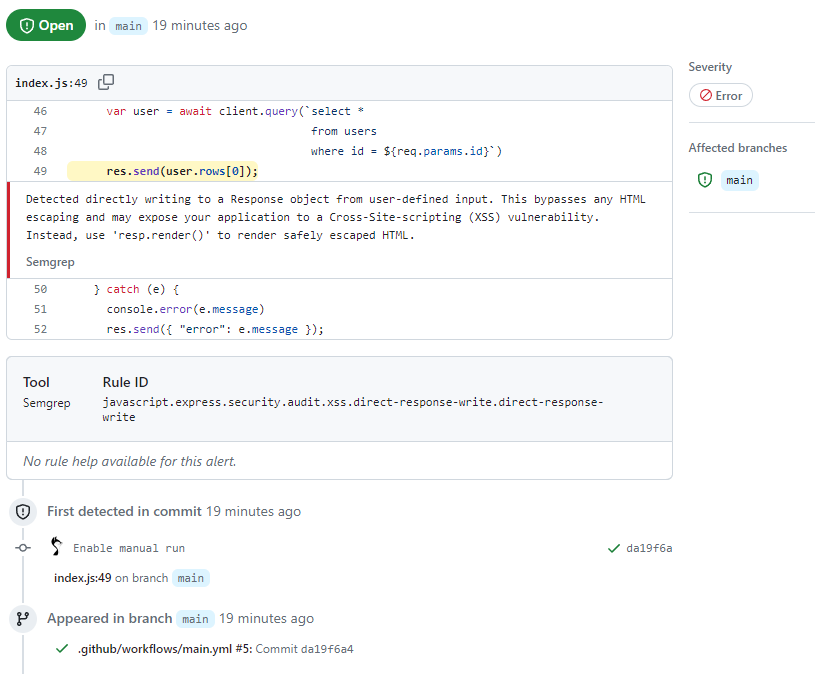 Open in main 19 minutes ago
index.js:49
46 var user = await client.query(`select *
47 from users
48 where id = ${req.params.id}`)
49 res.send(user.rows[0]);
Detected directly writing to a Response object from user-defined input. This bypasses any HTML
escaping and may expose your application to a Cross-Site-scripting (XSS) vulnerability.
Instead, use 'resp.render()' to render safely escaped HTML.
Semgrep
50 } catch (e) {
51 console.error(e.message)
52 res.send({ "error": e.message });
Severity
Error
Affected branches
main
Tool
Semgrep
Rule ID
javascript.express.security.audit.xss.direct-response-write.direct-response-
write
No rule help available for this alert.
First detected in commit 19 minutes ago
Enable manual run da19f6a
index.js:49 on branch main
Appeared in branch main 19 minutes ago
.github/workflows/main.yml #5: Commit da19f6a4